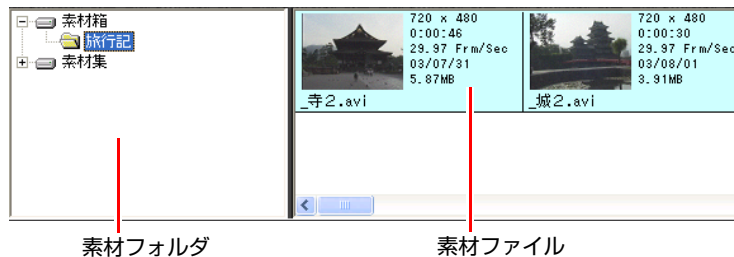 素材箱
旅行記
素材集
720 x 480
0:00:46
29.97 Frm/Sec
03/07/31
5.87MB
_寺2.avi
720 x 480
0:00:30
29.97 Frm/Sec
03/08/01
3.91MB
_城2.avi
素材フォルダ
素材ファイル